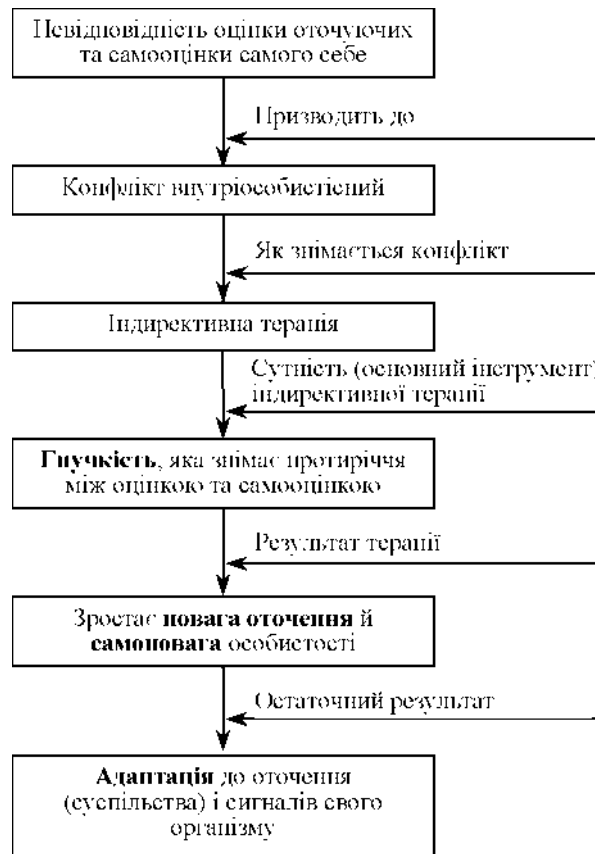 Невідповідність оцінки оточуючих
та самооцінки самого себе
Призводить до
Конфлікт внутріособистісний
Як знімається конфлікт
Індирективна терапія
Сутність (основний інструмент)
індирективної терапії
Гнучкість, яка знімає протиріччя
між оцінкою та самооцінкою
Результат терапії
Зростає повага оточення й
самоповага особистості
Остаточний результат
Адаптація до оточення
(суспільства) і сигналів свого
організму